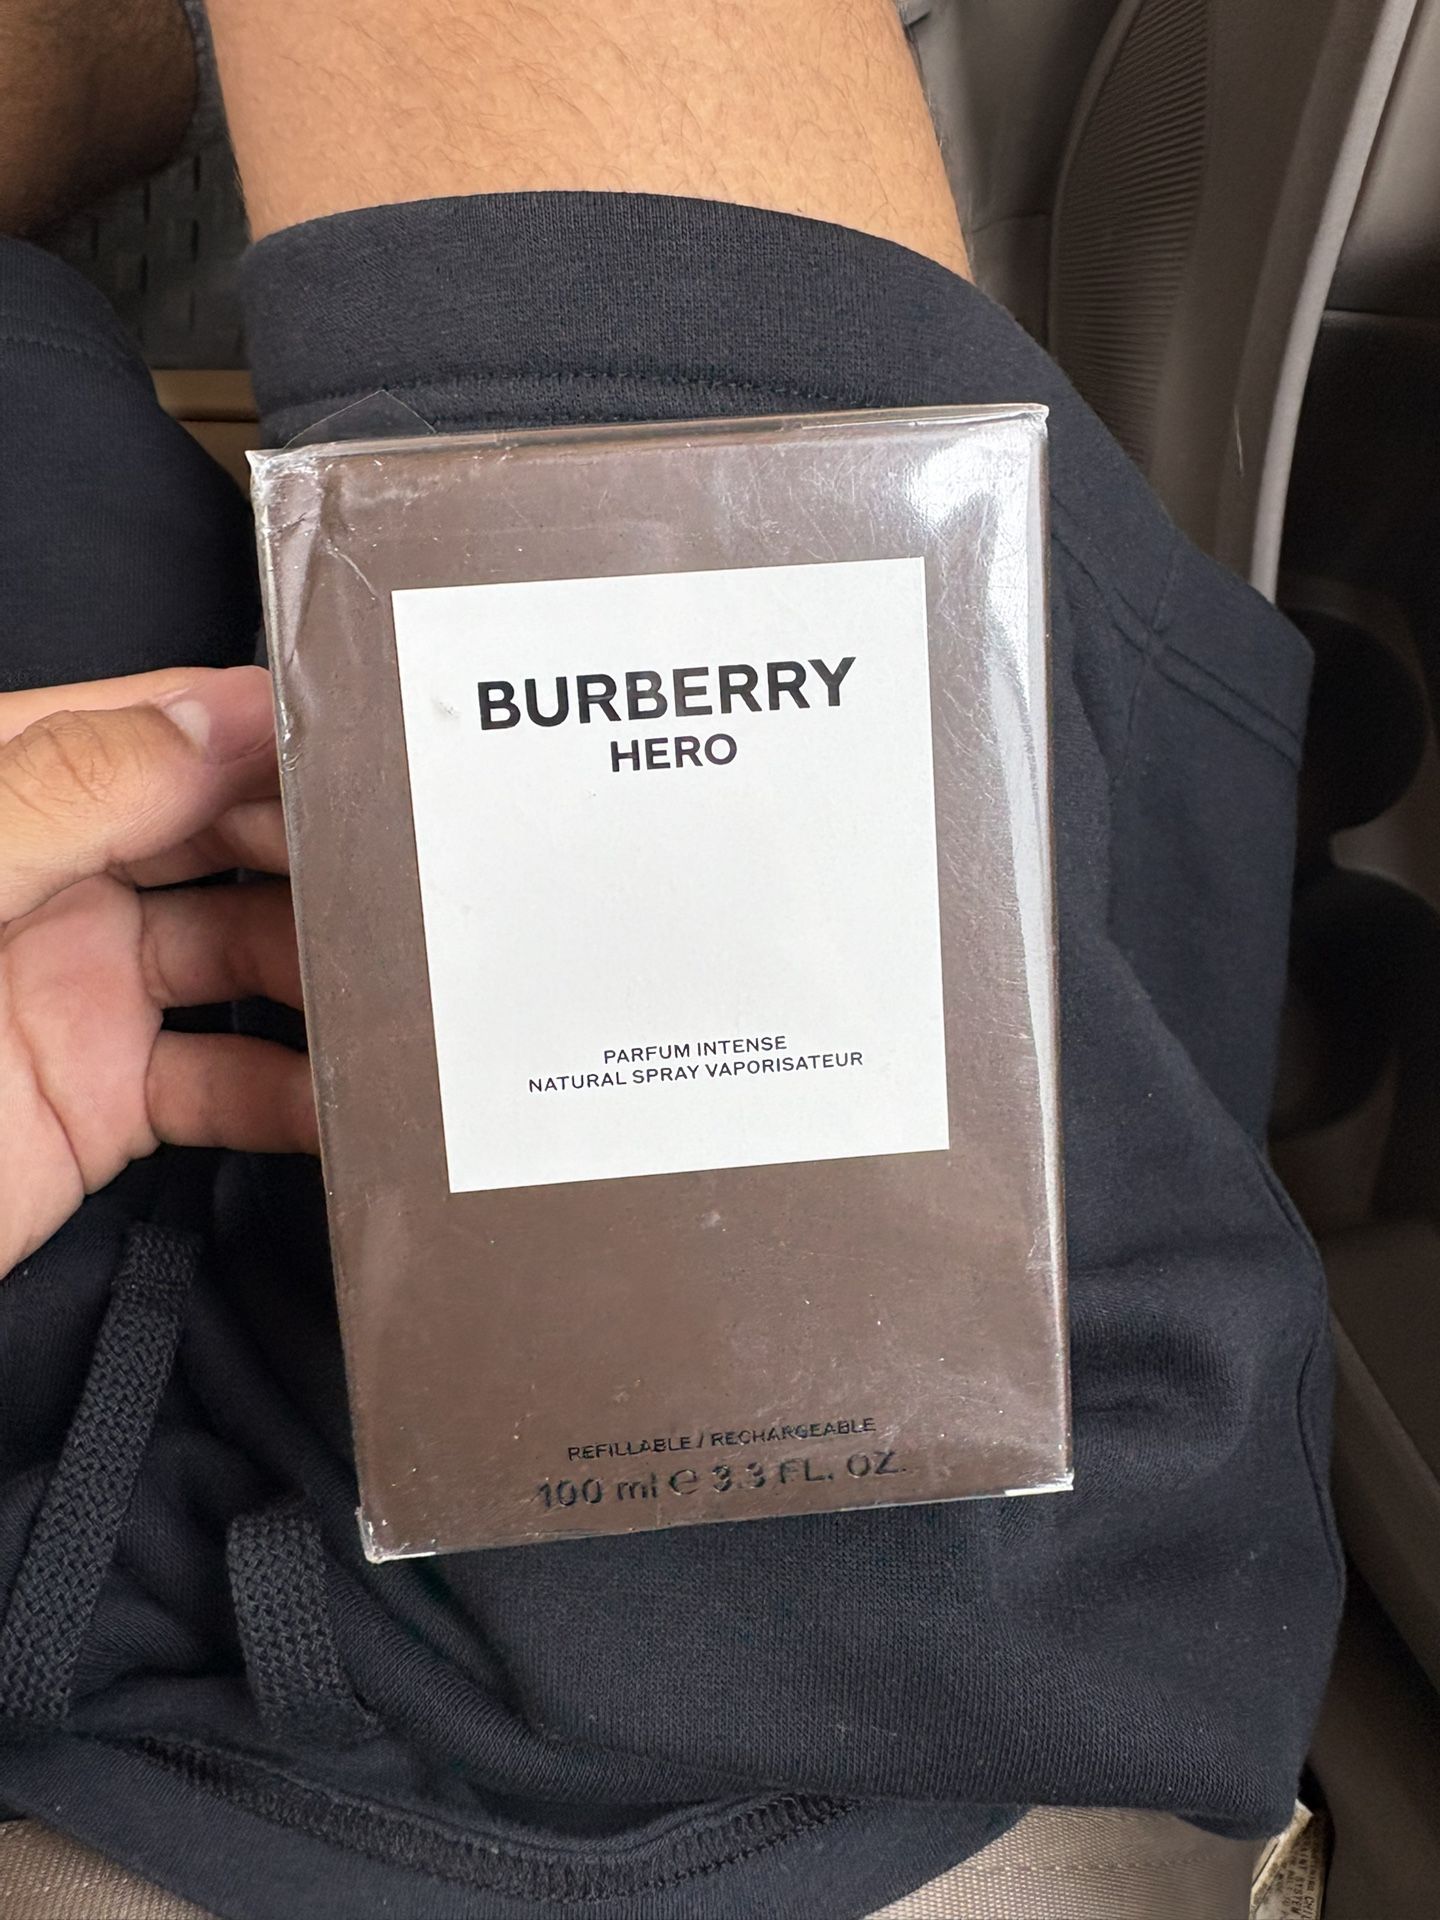 BURBERRY
HERO
PARFUM INTENSE
NATURAL SPRAY VAPORISATEUR
REFILLABLE / RECHARGEABLE
100 ml ℮ 3.3 FL. OZ.